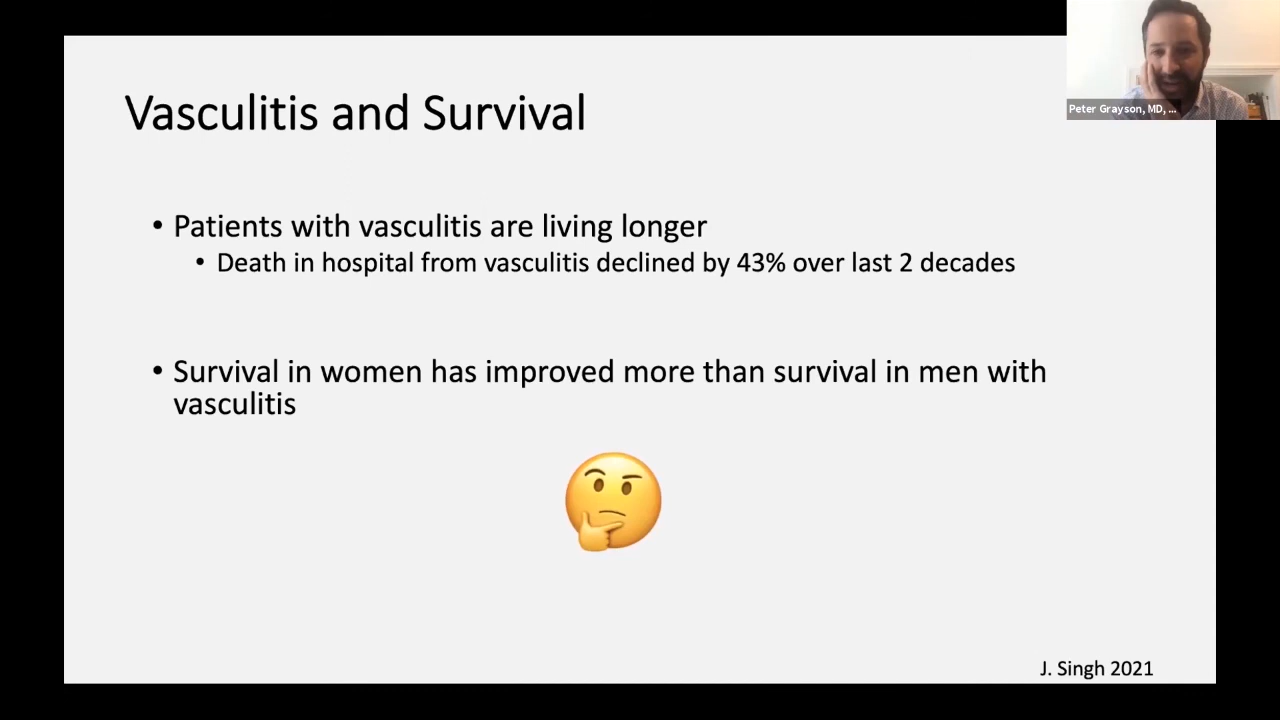 Peter Grayson, MD, ...
Vasculitis and Survival
• Patients with vasculitis are living longer
• Death in hospital from vasculitis declined by 43% over last 2 decades
• Survival in women has improved more than survival in men with
vasculitis
J. Singh 2021